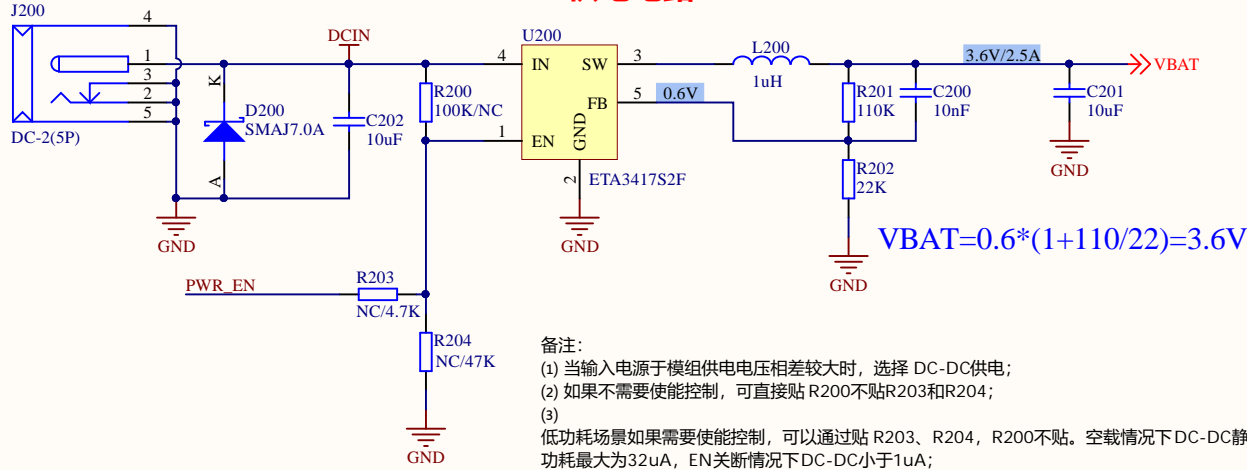 J200
4
1
3
2
5
DC-2(5P)
K
A
D200
SMAJ7.0A
GND
DCIN
C202
10uF
R200
100K/NC
U200
4
IN
SW
3
FB
5
1
EN
GND
2
ETA3417S2F
GND
0.6V
L200
1uH
R201
110K
C200
10nF
3.6V/2.5A
VBAT
C201
10uF
GND
R202
22K
GND
VBAT=0.6*(1+110/22)=3.6V
PWR_EN
R203
NC/4.7K
R204
NC/47K
GND
备注：
(1) 当输入电源于模组供电电压相差较大时，选择 DC-DC供电；
(2) 如果不需要使能控制，可直接贴 R200不贴R203和R204；
(3)
低功耗场景如果需要使能控制，可以通过贴 R203、R204，R200不贴。空载情况下DC-DC静
功耗最大为32uA，EN关断情况下DC-DC小于1uA；